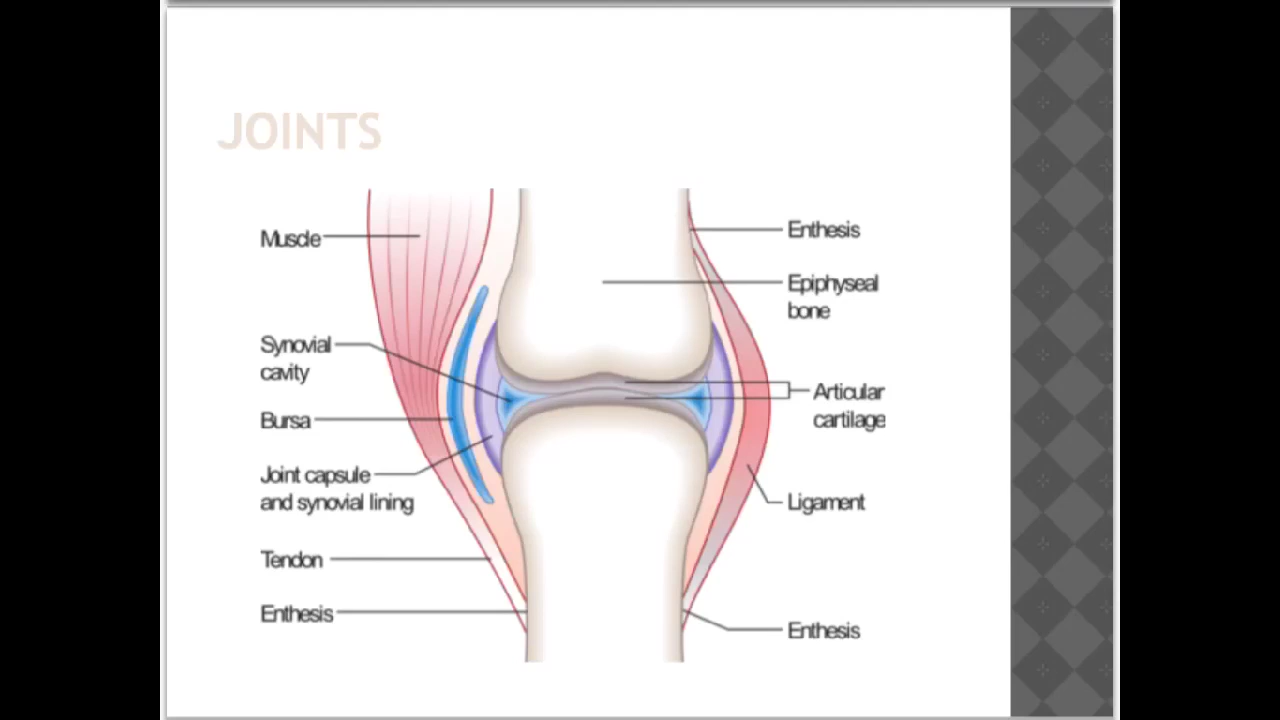 JOINTS
Muscle
Synovial
cavity
Bursa
Joint capsule
and synovial lining
Tendon
Enthesis
Enthesis
Epiphyseal
bone
Articular
cartilage
Ligament
Enthesis